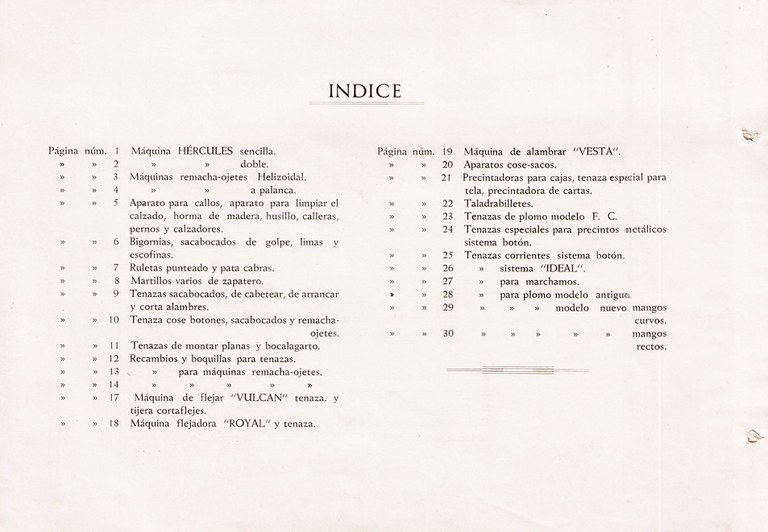 INDICE
Página núm. 1 Máquina HÉRCULES sencilla.
» » 2 » » doble.
» » 3 Máquinas remacha-ojetes Helizoidal.
» » 4 » » a palanca.
» » 5 Aparato para callos, aparato para limpiar el
calzado, horma de madera, husillo, calleras,
pernos y calzadores.
» » 6 Bigornias, sacabocados de golpe, limas y
escofinas.
» » 7 Ruletas punteado y pata cabras.
» » 8 Martillos varios de zapatero.
» » 9 Tenazas sacabocados, de cabetear, de arrancar
y corta alambres.
» » 10 Tenaza cose botones, sacabocados y remacha-
ojetes.
» » 11 Tenazas de montar planas y bocalagarto.
» » 12 Recambios y boquillas para tenazas.
» » 13 » para máquinas remacha-ojetes.
» » 14 » » » »
» » 17 Máquina de flejar "VULCAN" tenaza. y
tijera cortaflejes.
» » 18 Máquina flejadora "ROYAL" y tenaza.
Página núm. 19 Máquina de alambrar "VESTA".
» » 20 Aparatos cose-sacos.
» » 21 Precintadoras para cajas, tenaza especial para
tela, precintadora de cartas.
» » 22 Taladrabilletes.
» » 23 Tenazas de plomo modelo F. C.
» » 24 Tenazas especiales para precintos metálicos
sistema botón.
» » 25 Tenazas corrientes sistema botón.
» » 26 » sistema "IDEAL".
» » 27 » para marchamos.
» » 28 » para plomo modelo antiguo.
» » 29 » » » modelo nuevo mangos
curvos.
» » 30 » » » » » mangos
rectos.